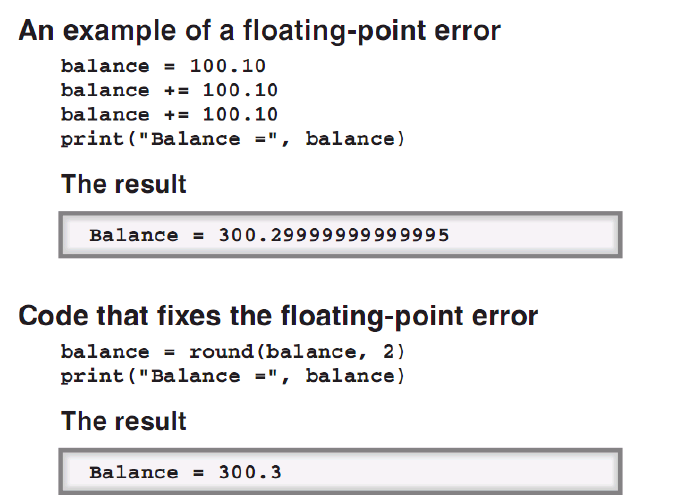 An example of a floating-point error
balance = 100.10
balance += 100.10
balance += 100.10
print("Balance =", balance)
The result
Balance = 300.29999999999995
Code that fixes the floating-point error
balance = round(balance, 2)
print("Balance =", balance)
The result
Balance = 300.3